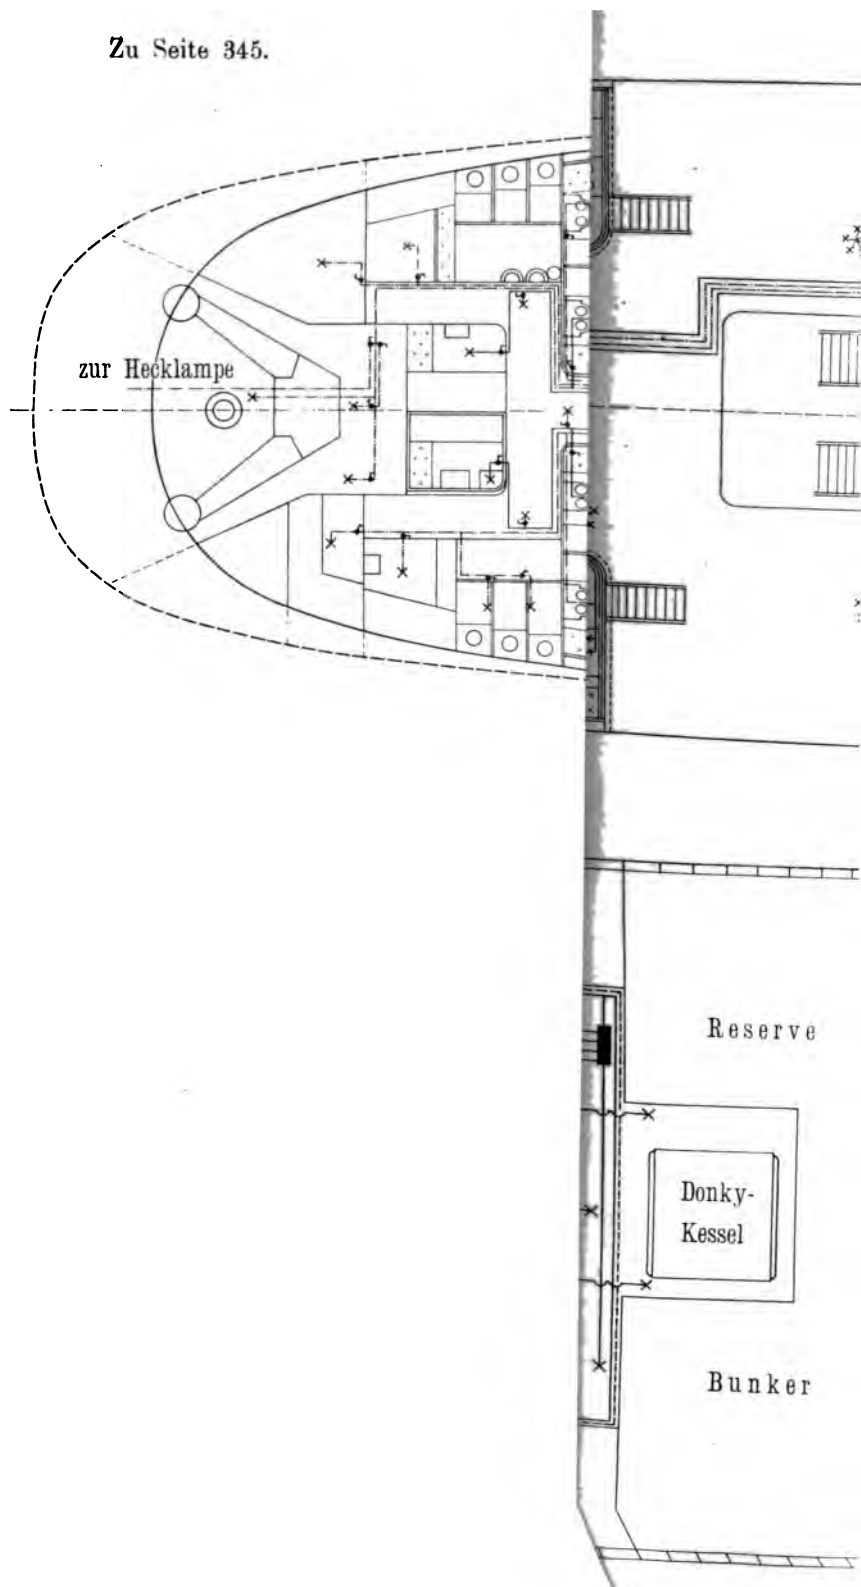 Zu Seite 345.
zur Hecklampe
Reserve
Donky-
Kessel
Bunker